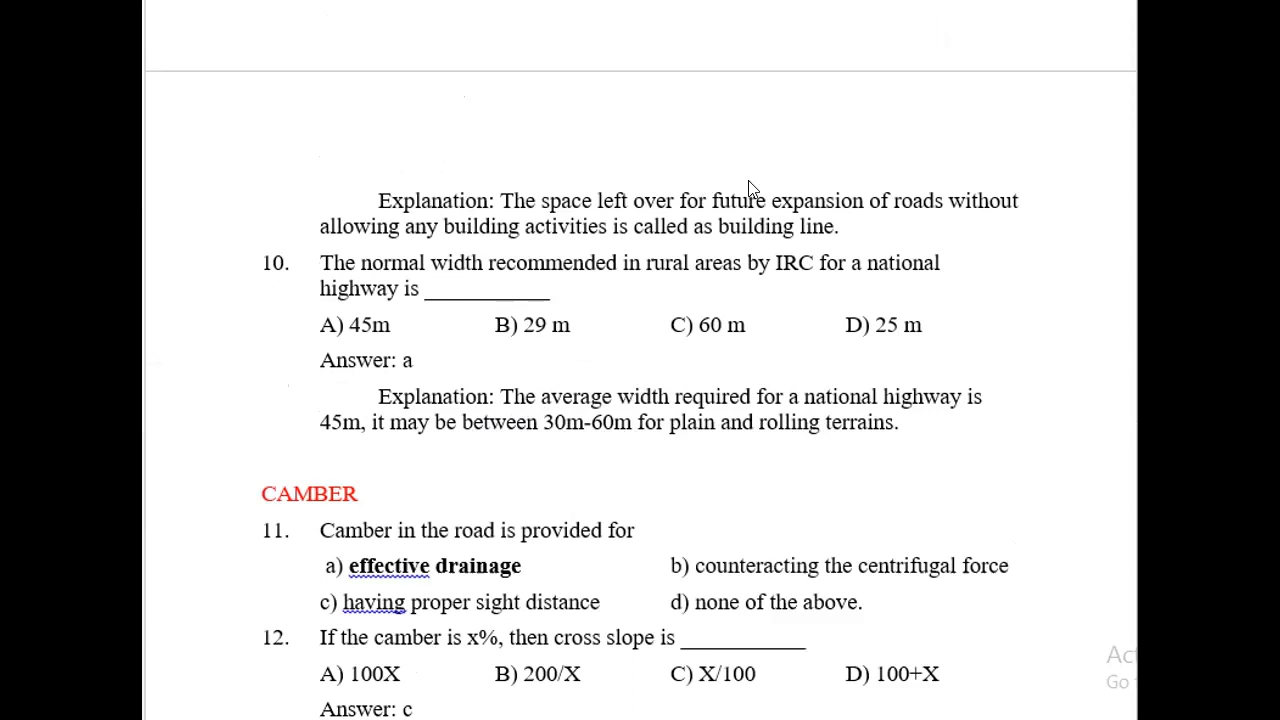 Explanation: The space left over for future expansion of roads without
allowing any building activities is called as building line.
10. The normal width recommended in rural areas by IRC for a national
highway is ___________
A) 45m B) 29 m C) 60 m D) 25 m
Answer: a
Explanation: The average width required for a national highway is
45m, it may be between 30m-60m for plain and rolling terrains.
CAMBER
11. Camber in the road is provided for
a) effective drainage b) counteracting the centrifugal force
c) having proper sight distance d) none of the above.
12. If the camber is x%, then cross slope is ___________
A) 100X B) 200/X C) X/100 D) 100+X
Answer: c
Go